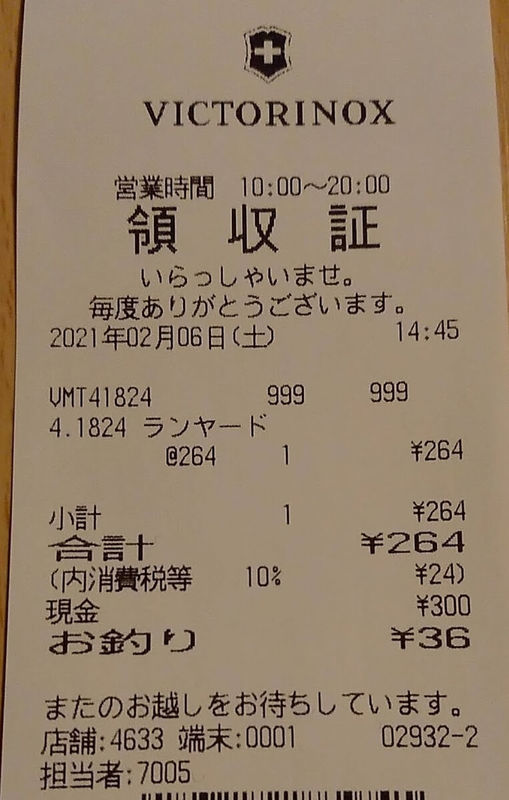 VICTORINOX
営業時間 10:00〜20:00
領収証
いらっしゃいませ。
毎度ありがとうございます。
2021年02月06日(土) 14:45
VMT41824 999 999
4.1824 ランヤード
@264 1 ¥264
小計 1 ¥264
合計 ¥264
(内消費税等 10% ¥24)
現金 ¥300
お釣り ¥36
またのお越しをお待ちしています。
店舗:4633 端末:0001 02932-2
担当者:7005